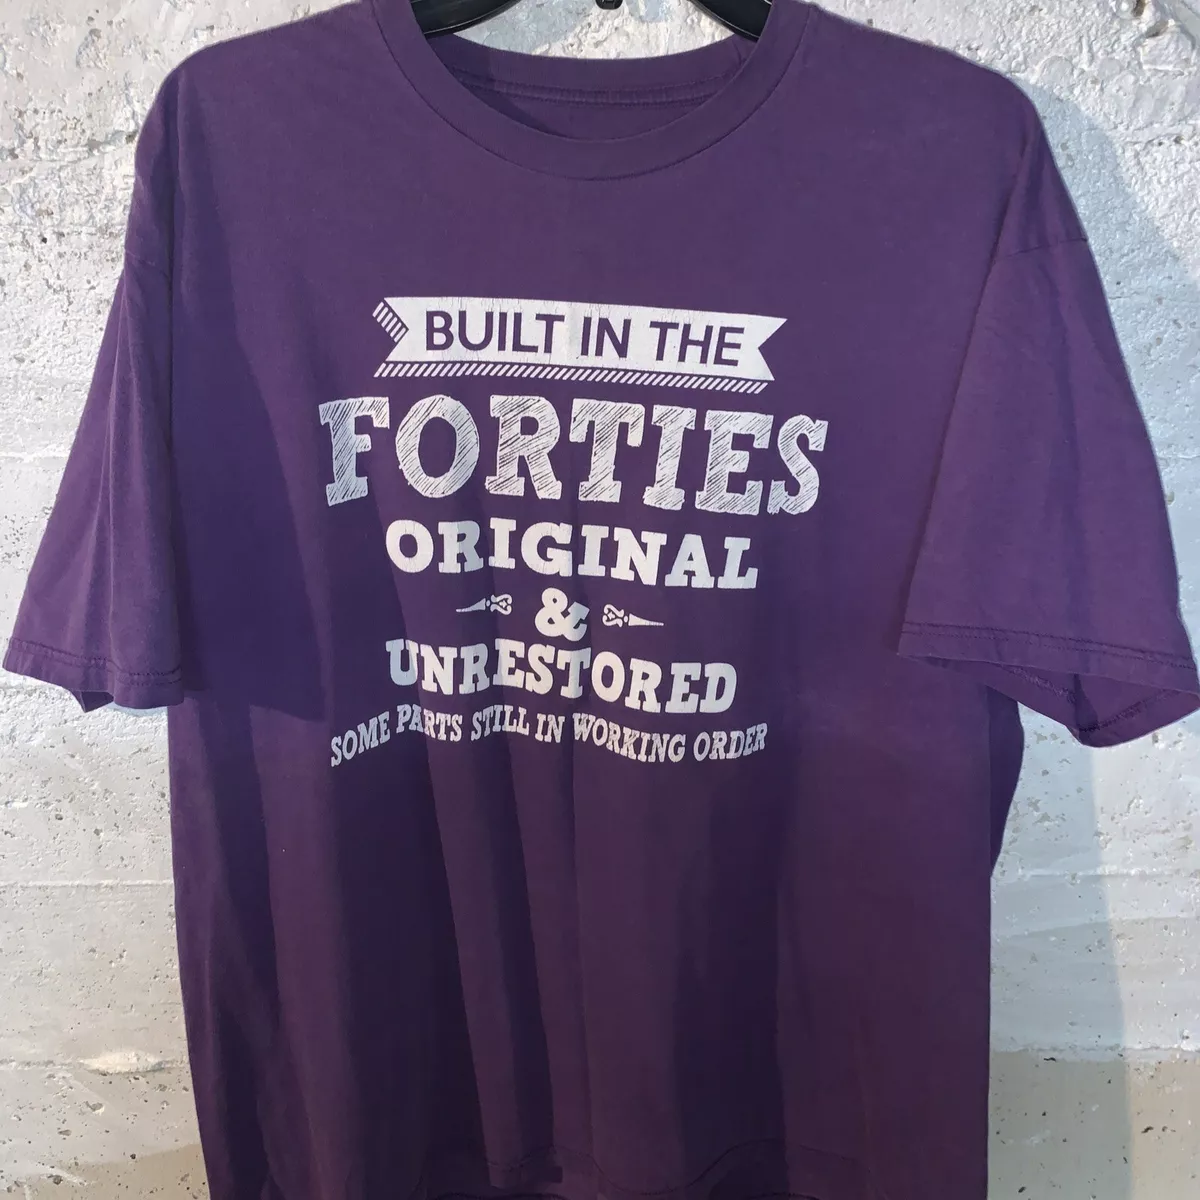 BUILT IN THE
FORTIES
ORIGINAL
&
UNRESTORED
SOME PARTS STILL IN WORKING ORDER